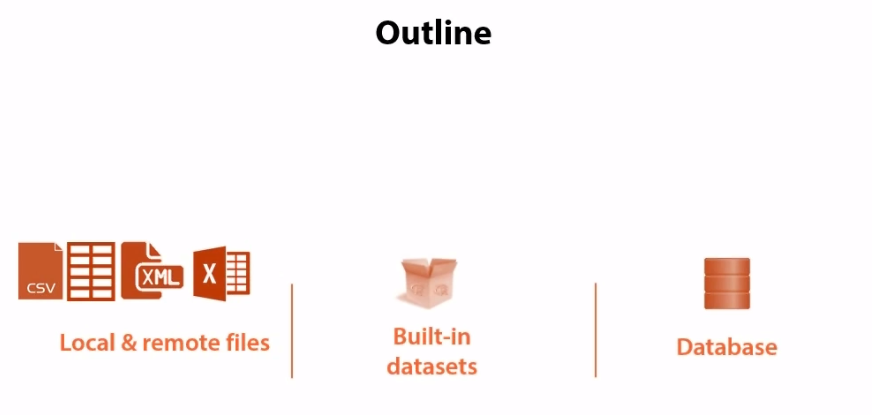 Outline
CSV
XML
X
Local & remote files
Built-in
datasets
Database